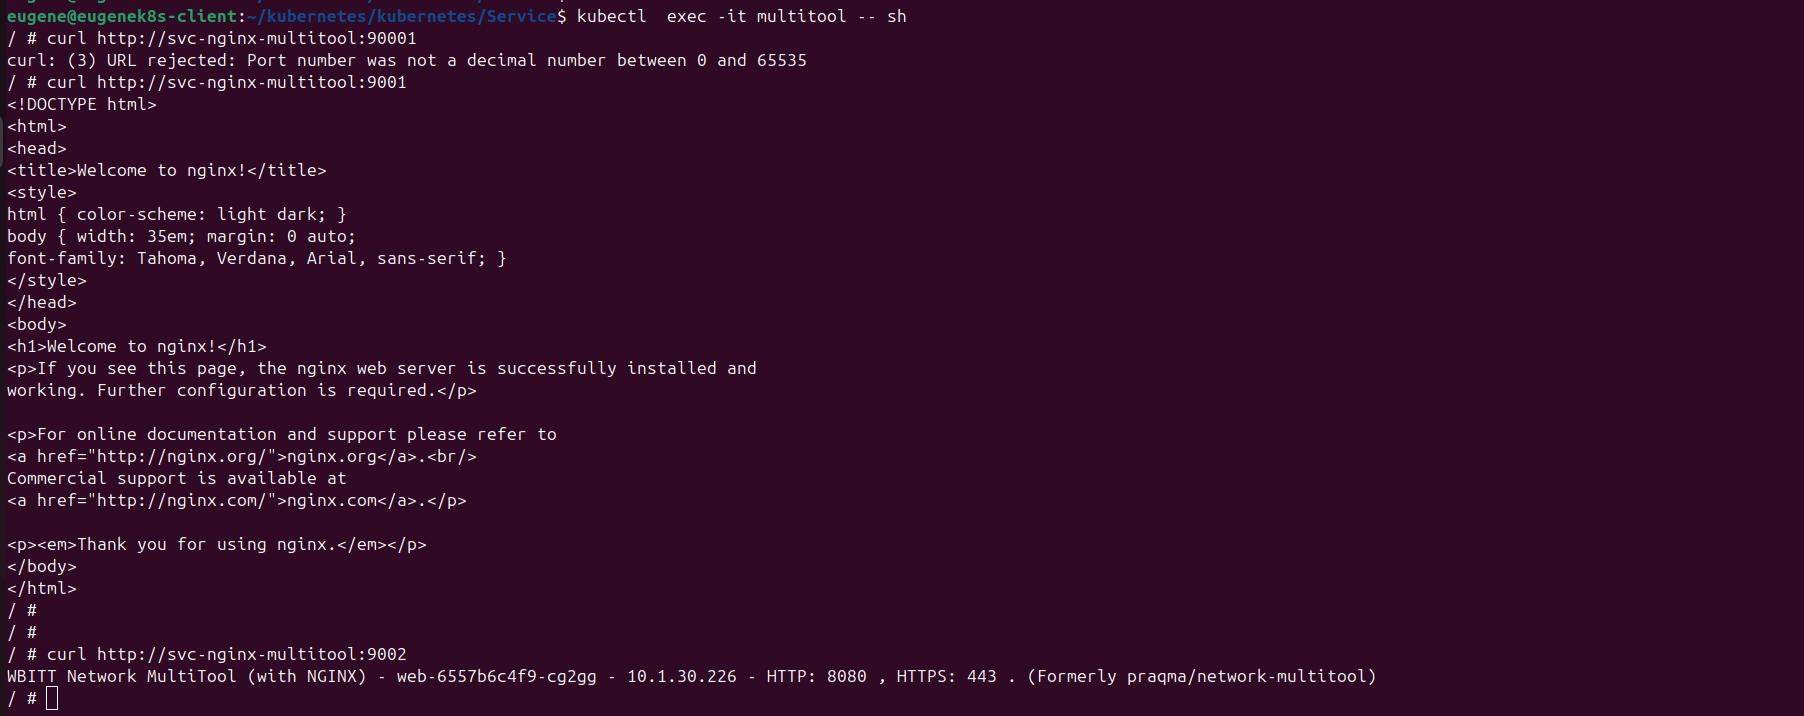 eugene@eugenek8s-client:~/kubernetes/kubernetes/Service$ kubectl  exec -it multitool -- sh
/ # curl http://svc-nginx-multitool:90001
curl: (3) URL rejected: Port number was not a decimal number between 0 and 65535
/ # curl http://svc-nginx-multitool:9001
<!DOCTYPE html>
<html>
<head>
<title>Welcome to nginx!</title>
<style>
html { color-scheme: light dark; }
body { width: 35em; margin: 0 auto;
font-family: Tahoma, Verdana, Arial, sans-serif; }
</style>
</head>
<body>
<h1>Welcome to nginx!</h1>
<p>If you see this page, the nginx web server is successfully installed and
working. Further configuration is required.</p>

<p>For online documentation and support please refer to
<a href="http://nginx.org/">nginx.org</a>.<br/>
Commercial support is available at
<a href="http://nginx.com/">nginx.com</a>.</p>

<p><em>Thank you for using nginx.</em></p>
</body>
</html>
/ #
/ #
/ # curl http://svc-nginx-multitool:9002
WBITT Network MultiTool (with NGINX) - web-6557b6c4f9-cg2gg - 10.1.30.226 - HTTP: 8080 , HTTPS: 443 . (Formerly praqma/network-multitool)
/ #